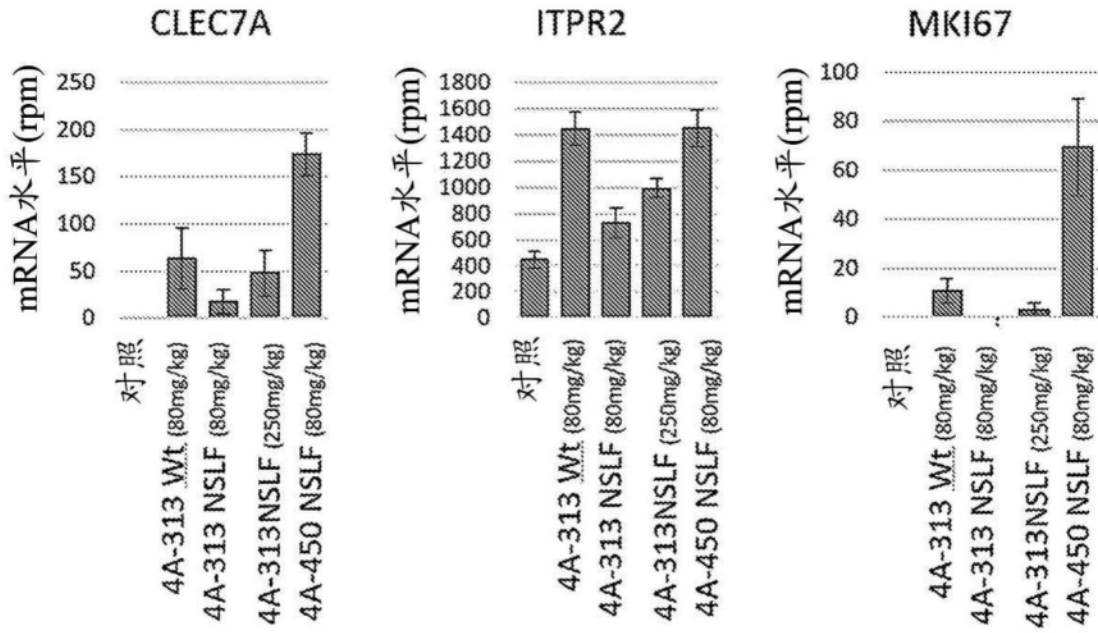 CLEC7A
mRNA水平(rpm)
250
200
150
100
50
0
对照
4A-313 Wt (80mg/kg)
4A-313 NSLF (80mg/kg)
4A-313NSLF (250mg/kg)
4A-450 NSLF (80mg/kg)
ITPR2
mRNA水平(rpm)
1800
1600
1400
1200
1000
800
600
400
200
0
对照
4A-313 Wt (80mg/kg)
4A-313 NSLF (80mg/kg)
4A-313NSLF (250mg/kg)
4A-450 NSLF (80mg/kg)
MKI67
mRNA水平(rpm)
100
80
60
40
20
0
对照
4A-313 Wt (80mg/kg)
4A-313 NSLF (80mg/kg)
4A-313NSLF (250mg/kg)
4A-450 NSLF (80mg/kg)